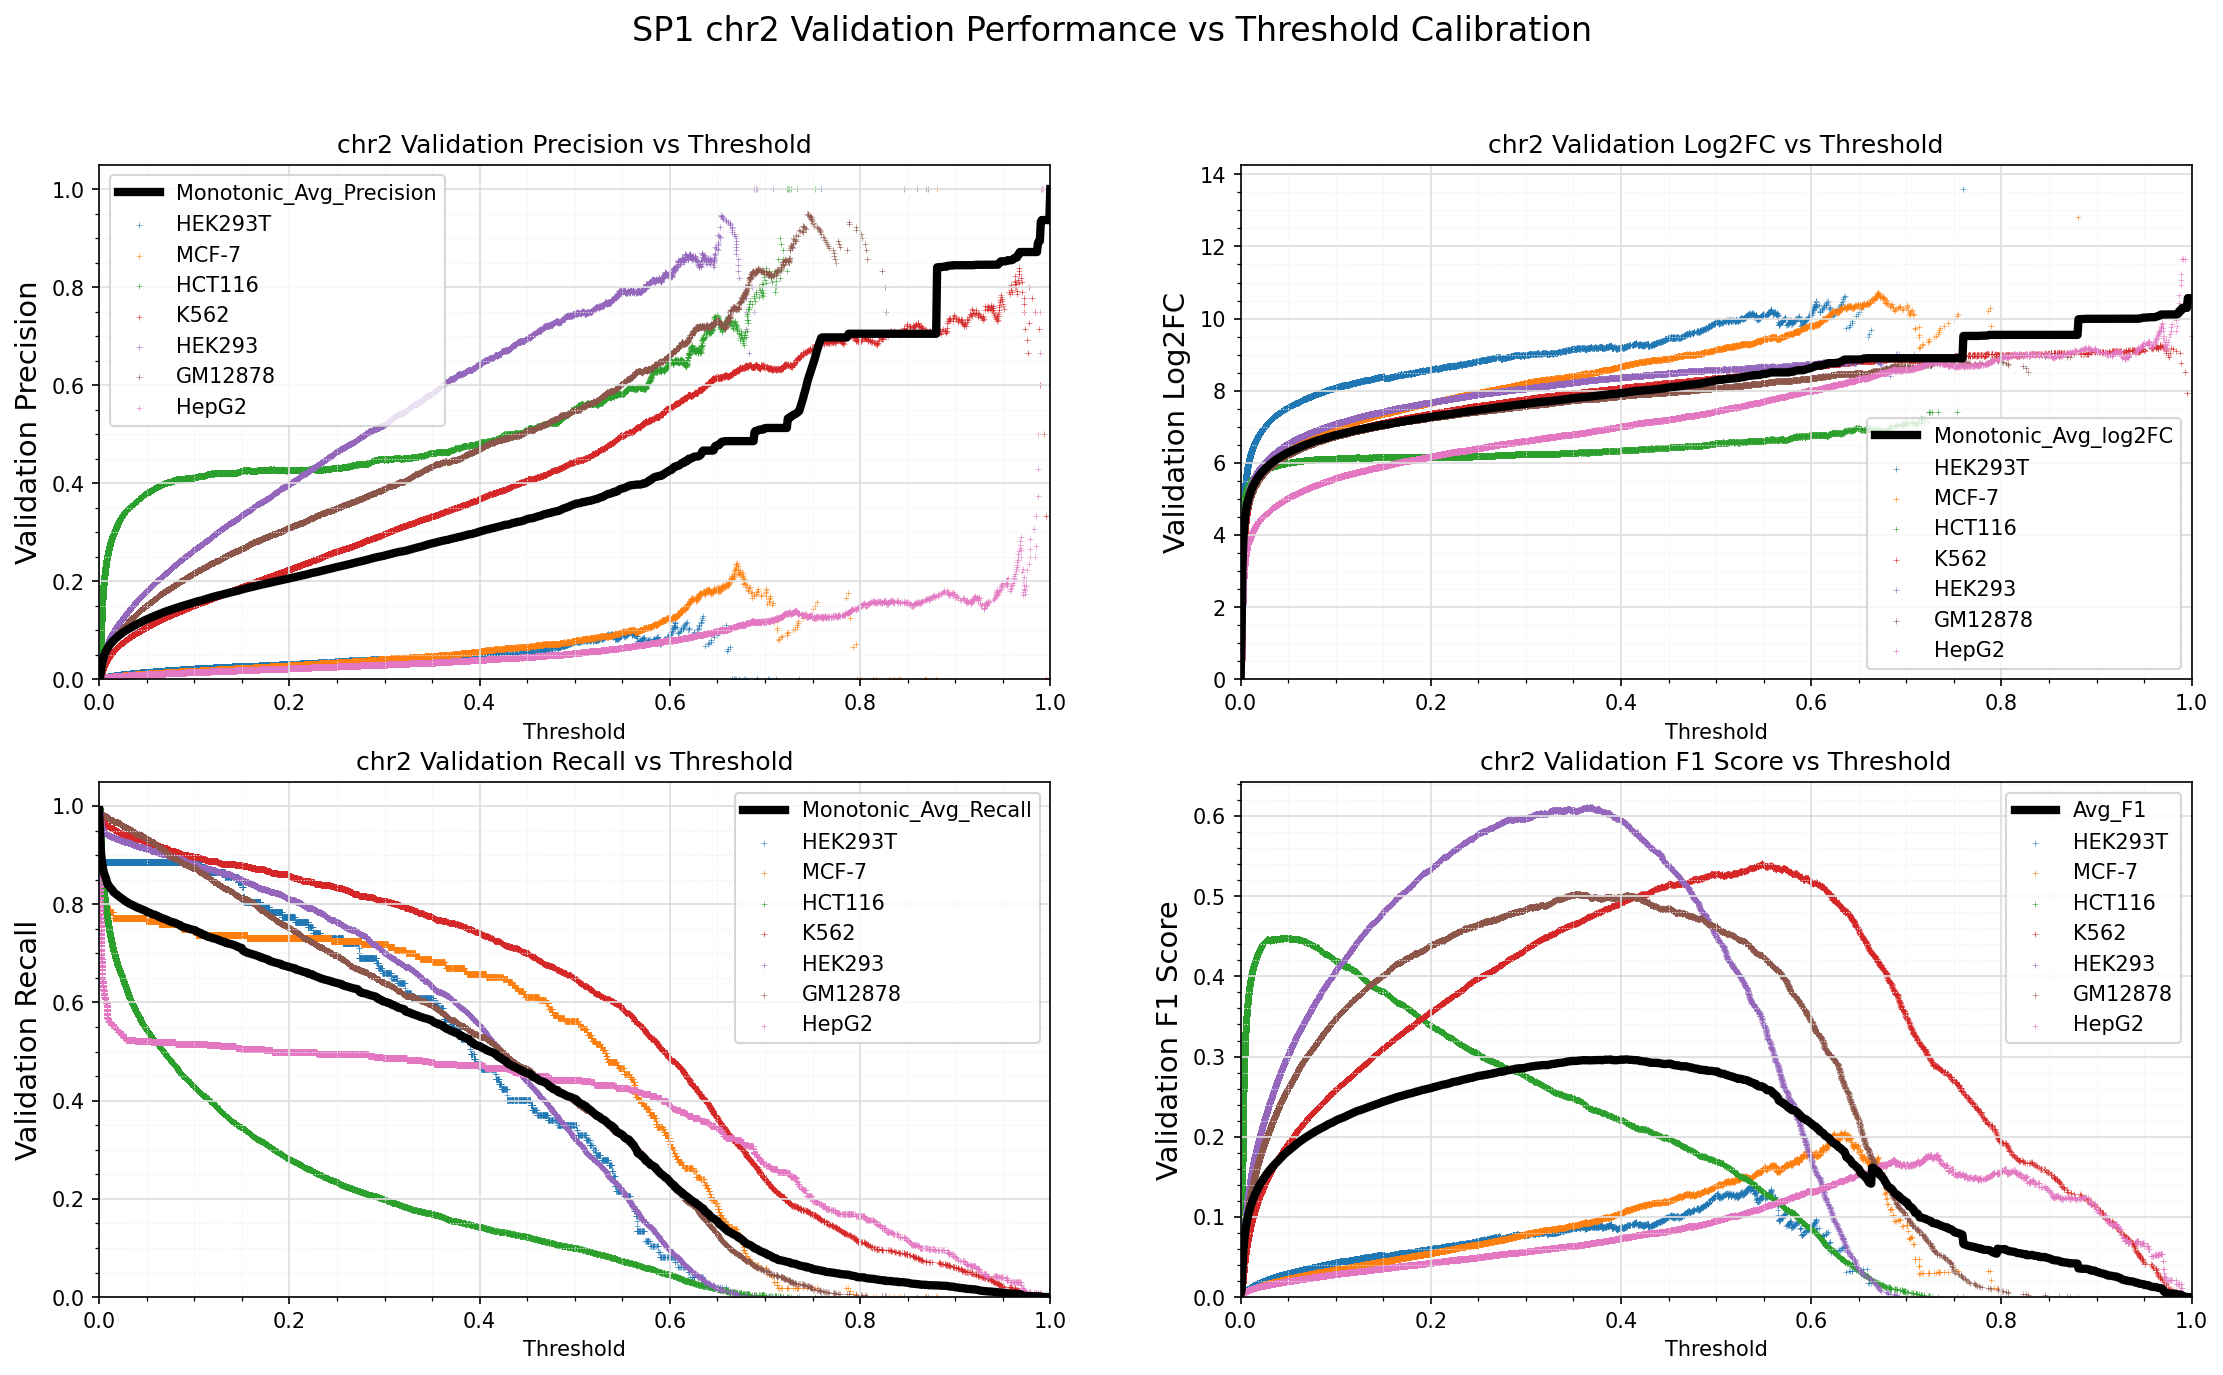 SP1 chr2 Validation Performance vs Threshold Calibration
chr2 Validation Precision vs Threshold
Validation Precision
1.0
0.8
0.6
0.4
0.2
0.0
Monotonic_Avg_Precision
HEK293T
MCF-7
HCT116
K562
HEK293
GM12878
HepG2
0.0 0.2 0.4 0.6 0.8 1.0
Threshold
chr2 Validation Log2FC vs Threshold
Validation Log2FC
14
12
10
8
6
4
2
0
Monotonic_Avg_log2FC
HEK293T
MCF-7
HCT116
K562
HEK293
GM12878
HepG2
0.0 0.2 0.4 0.6 0.8 1.0
Threshold
chr2 Validation Recall vs Threshold
Validation Recall
1.0
0.8
0.6
0.4
0.2
0.0
Monotonic_Avg_Recall
HEK293T
MCF-7
HCT116
K562
HEK293
GM12878
HepG2
0.0 0.2 0.4 0.6 0.8 1.0
Threshold
chr2 Validation F1 Score vs Threshold
Validation F1 Score
0.6
0.5
0.4
0.3
0.2
0.1
0.0
Avg_F1
HEK293T
MCF-7
HCT116
K562
HEK293
GM12878
HepG2
0.0 0.2 0.4 0.6 0.8 1.0
Threshold